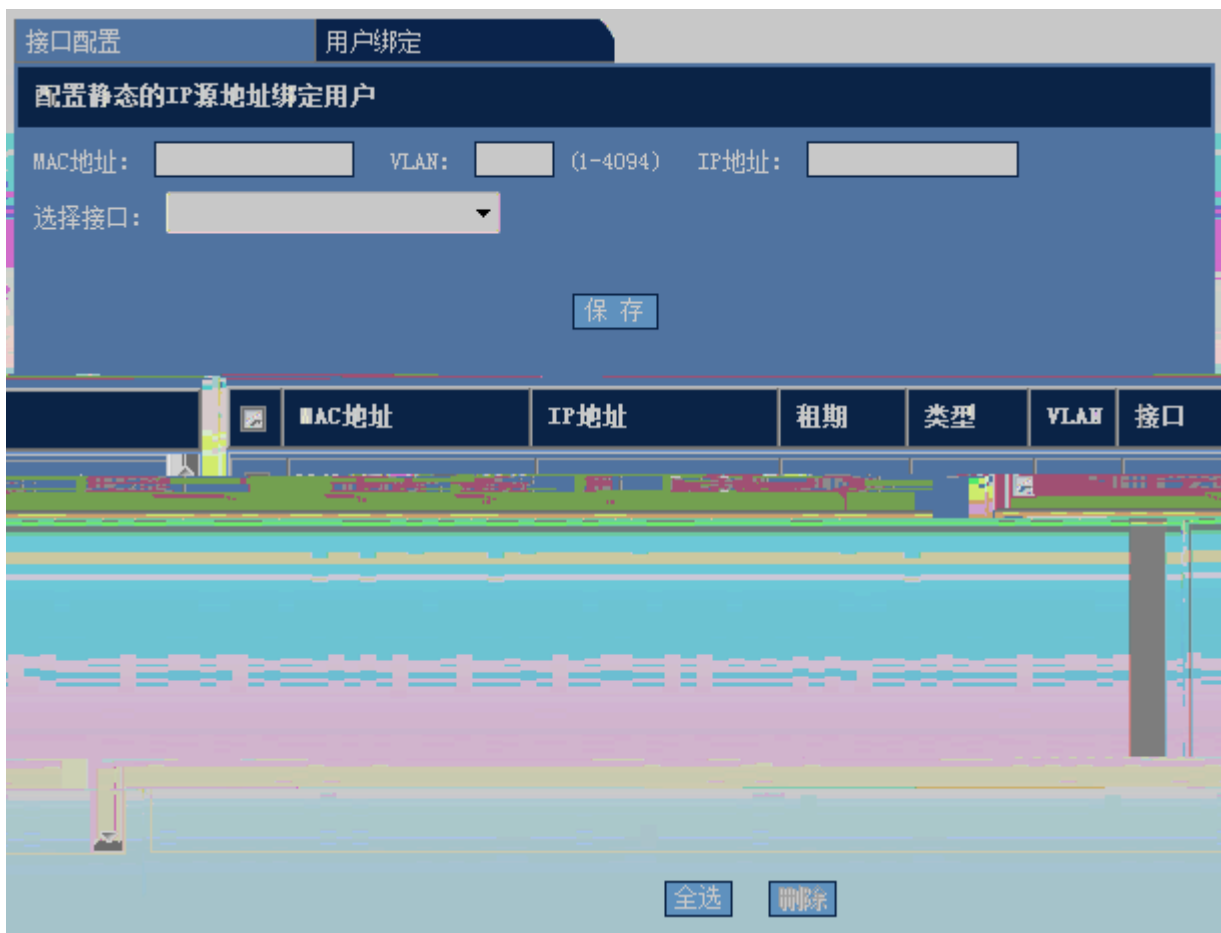 接口配置 用户绑定
配置静态的IP源地址绑定用户
MAC地址: VLAN: (1-4094) IP地址:
选择接口:
保 存
MAC地址 IP地址 租期 类型 VLAN 接口
全选 删除